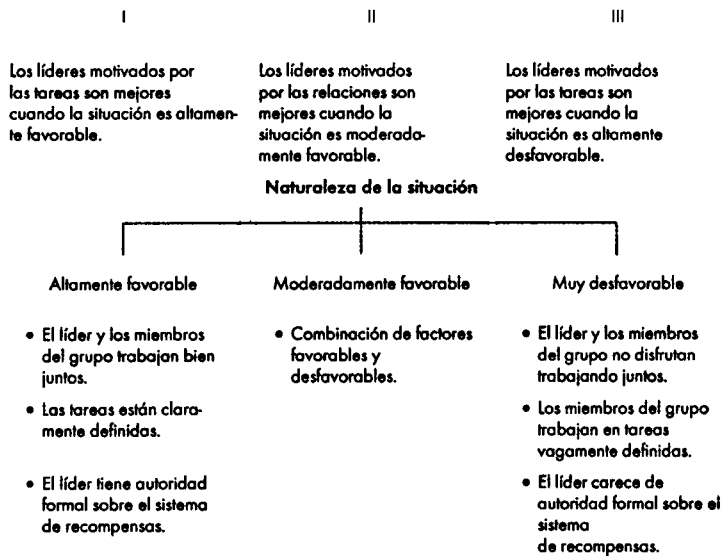 I
II
III
Los líderes motivados por
las tareas son mejores
cuando la situación es altamen-
te favorable.
Los líderes motivados
por las relaciones son
mejores cuando la
situación es moderada-
mente favorable.
Los líderes motivados
por las tareas son
mejores cuando la
situación es altamente
desfavorable.
Naturaleza de la situación
Altamente favorable
Moderadamente favorable
Muy desfavorable
• El líder y los miembros
del grupo trabajan bien
juntos.
• Las tareas están clara-
mente definidas.
• El líder tiene autoridad
formal sobre el sistema
de recompensas.
• Combinación de factores
favorables y
desfavorables.
• El líder y los miembros
del grupo no disfrutan
trabajando juntos.
• Los miembros del grupo
trabajan en tareas
vagamente definidas.
• El líder carece de
autoridad formal sobre el
sistema
de recompensas.